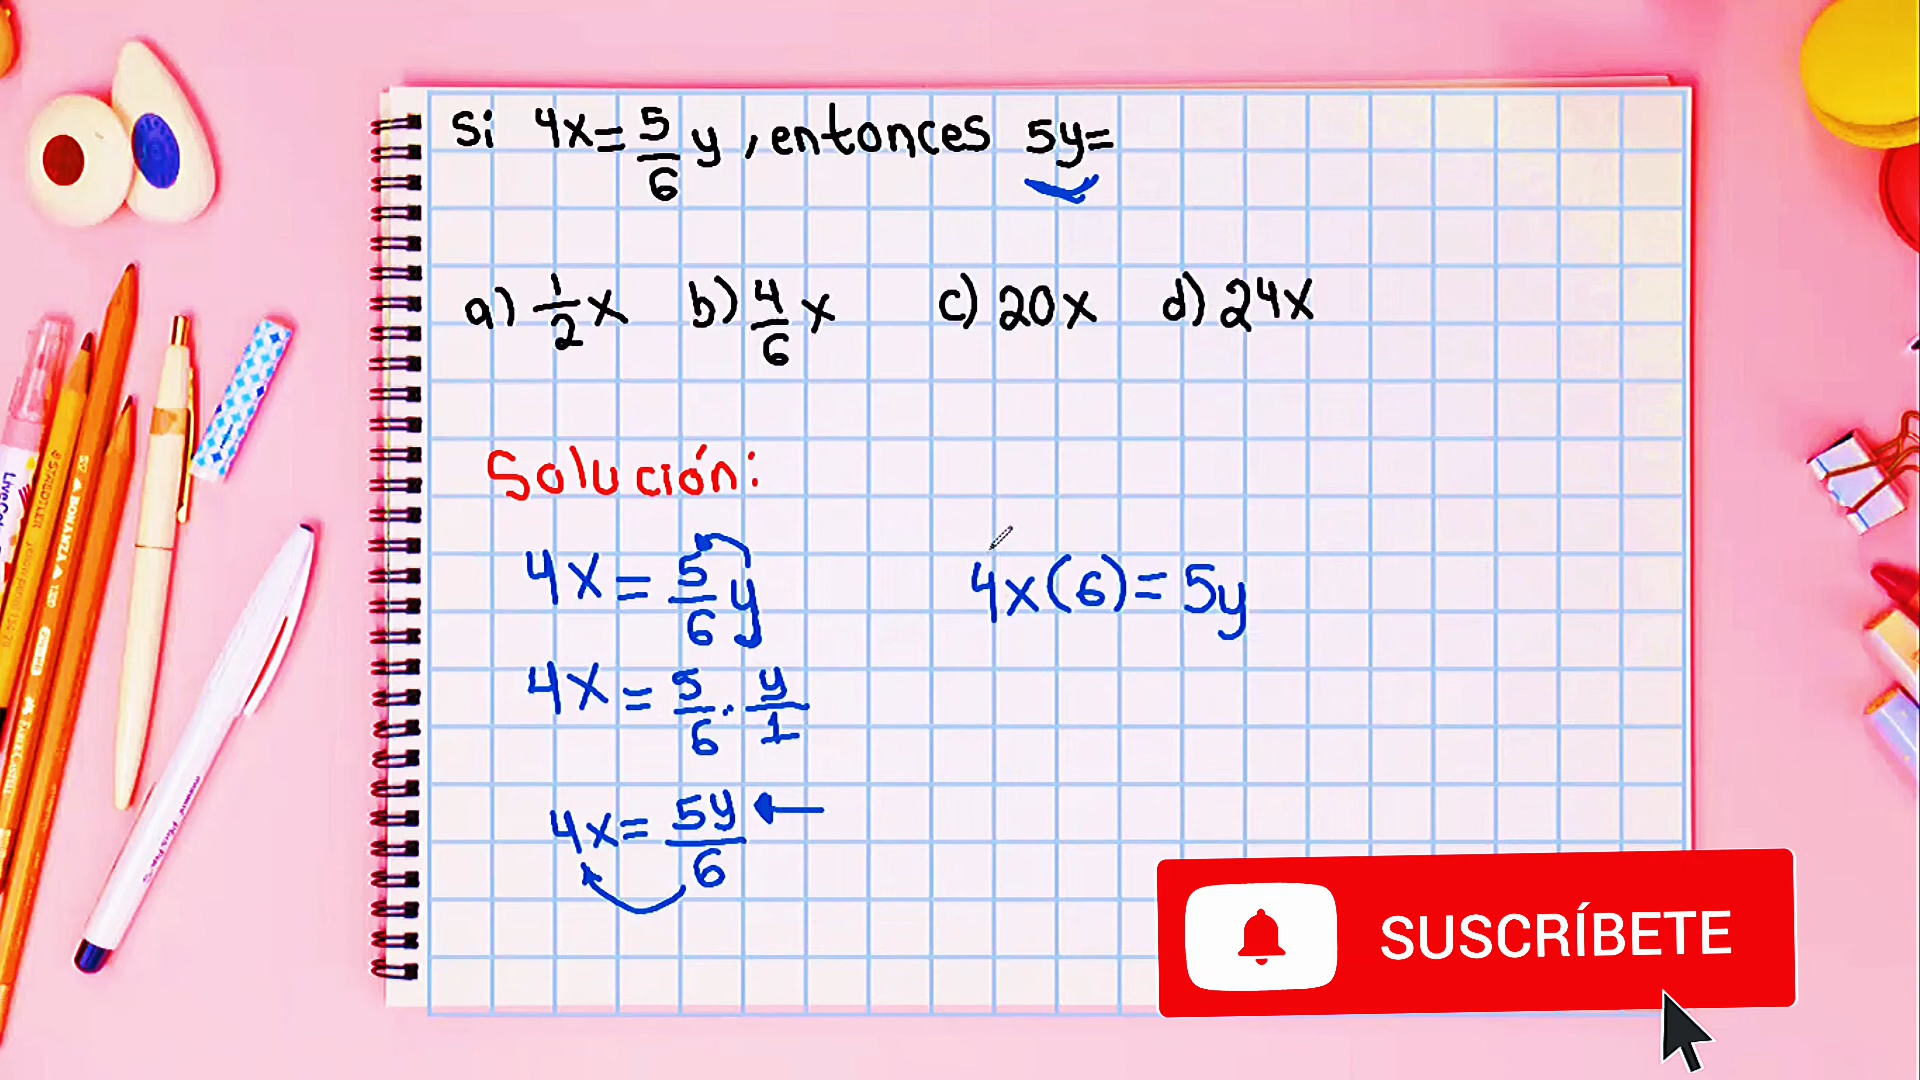 Si 4x = 5/6 y, entonces 5y =
a) 1/2 x b) 4/6 x c) 20x d) 24x
Solución:
4x = 5/6 y
4x = 5/6 · y/1
4x = 5y/6
4x(6) = 5y
SUSCRÍBETE